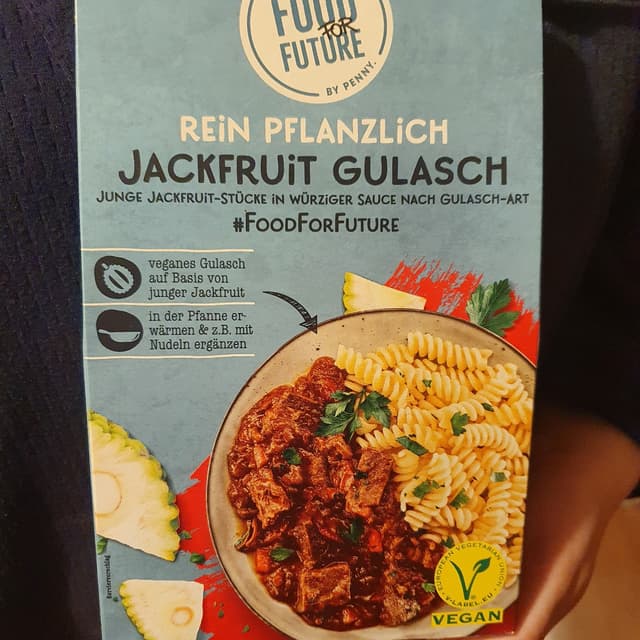 FOOD
FOR
FUTURE
BY PENNY.
REIN PFLANZLICH
JACKFRUIT GULASCH
JUNGE JACKFRUIT-STÜCKE IN WÜRZIGER SAUCE NACH GULASCH-ART
#FOODFORFUTURE
veganes Gulasch
auf Basis von
junger Jackfruit
in der Pfanne er-
wärmen & z.B. mit
Nudeln ergänzen
Serviervorschlag
EUROPEAN VEGETARIAN UNION
V-LABEL.EU
VEGAN